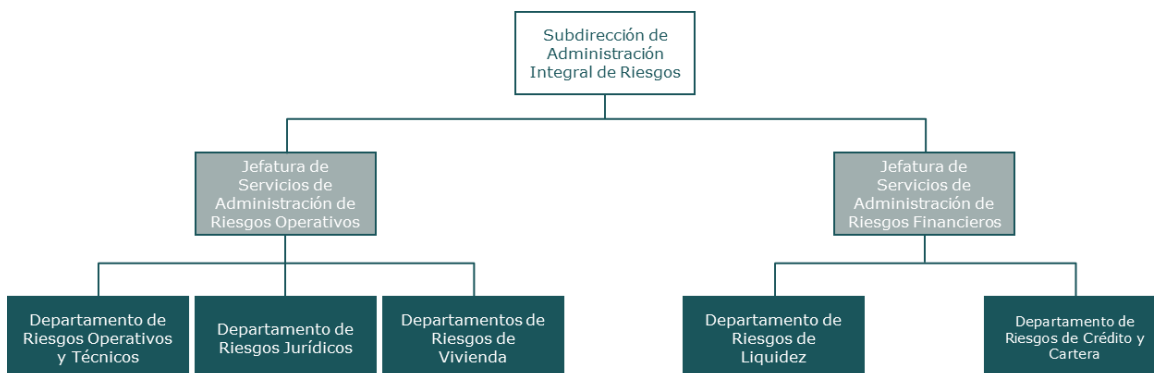 Subdirección de
Administración
Integral de Riesgos
Jefatura de
Servicios de
Administración de
Riesgos Operativos
Jefatura de
Servicios de
Administración de
Riesgos Financieros
Departamento de
Riesgos Operativos
y Técnicos
Departamento de
Riesgos Jurídicos
Departamentos de
Riesgos de
Vivienda
Departamento de
Riesgos de
Liquidez
Departamento de
Riesgos de Crédito y
Cartera